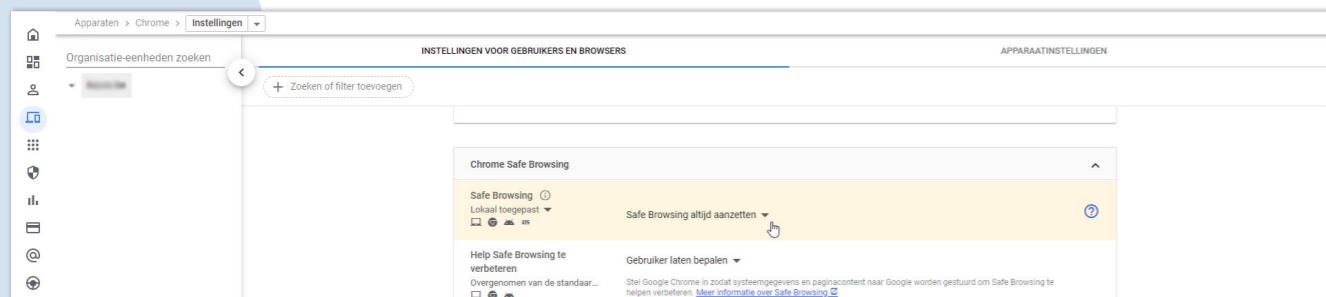 Apparaten > Chrome > Instellingen
Organisatie-eenheden zoeken
INSTELLINGEN VOOR GEBRUIKERS EN BROWSERS
APPARAATINSTELLINGEN
Zoeken of filter toevoegen
Chrome Safe Browsing
Safe Browsing
Lokaal toegepast
iOS
Safe Browsing altijd aanzetten
Help Safe Browsing te
verbeteren
Overgenomen van de standaar...
Gebruiker laten bepalen
Stel Google Chrome in zodat systeemgegevens en paginacontent naar Google worden gestuurd om Safe Browsing te
helpen verbeteren. Meer informatie over Safe Browsing